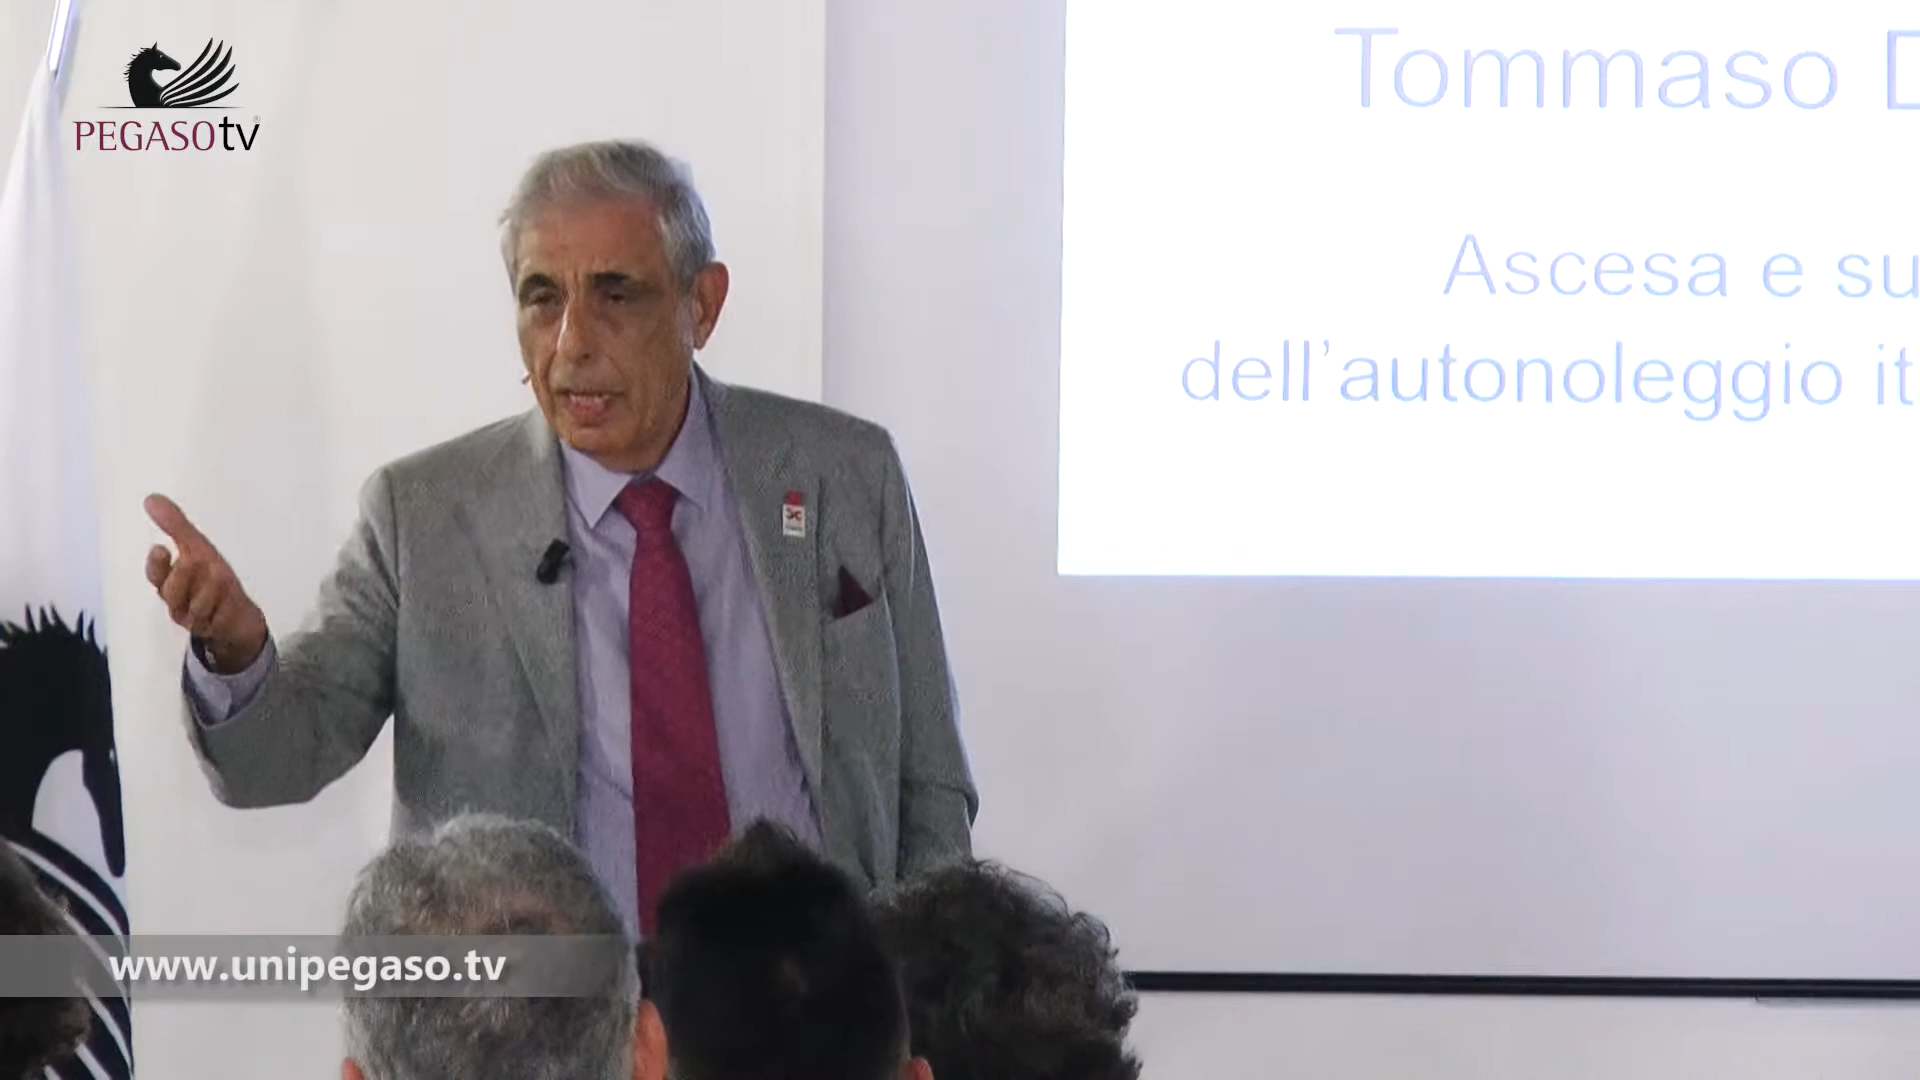 PEGASOtv®
Tommaso D
Ascesa e su
dell’autonoleggio it
www.unipegaso.tv